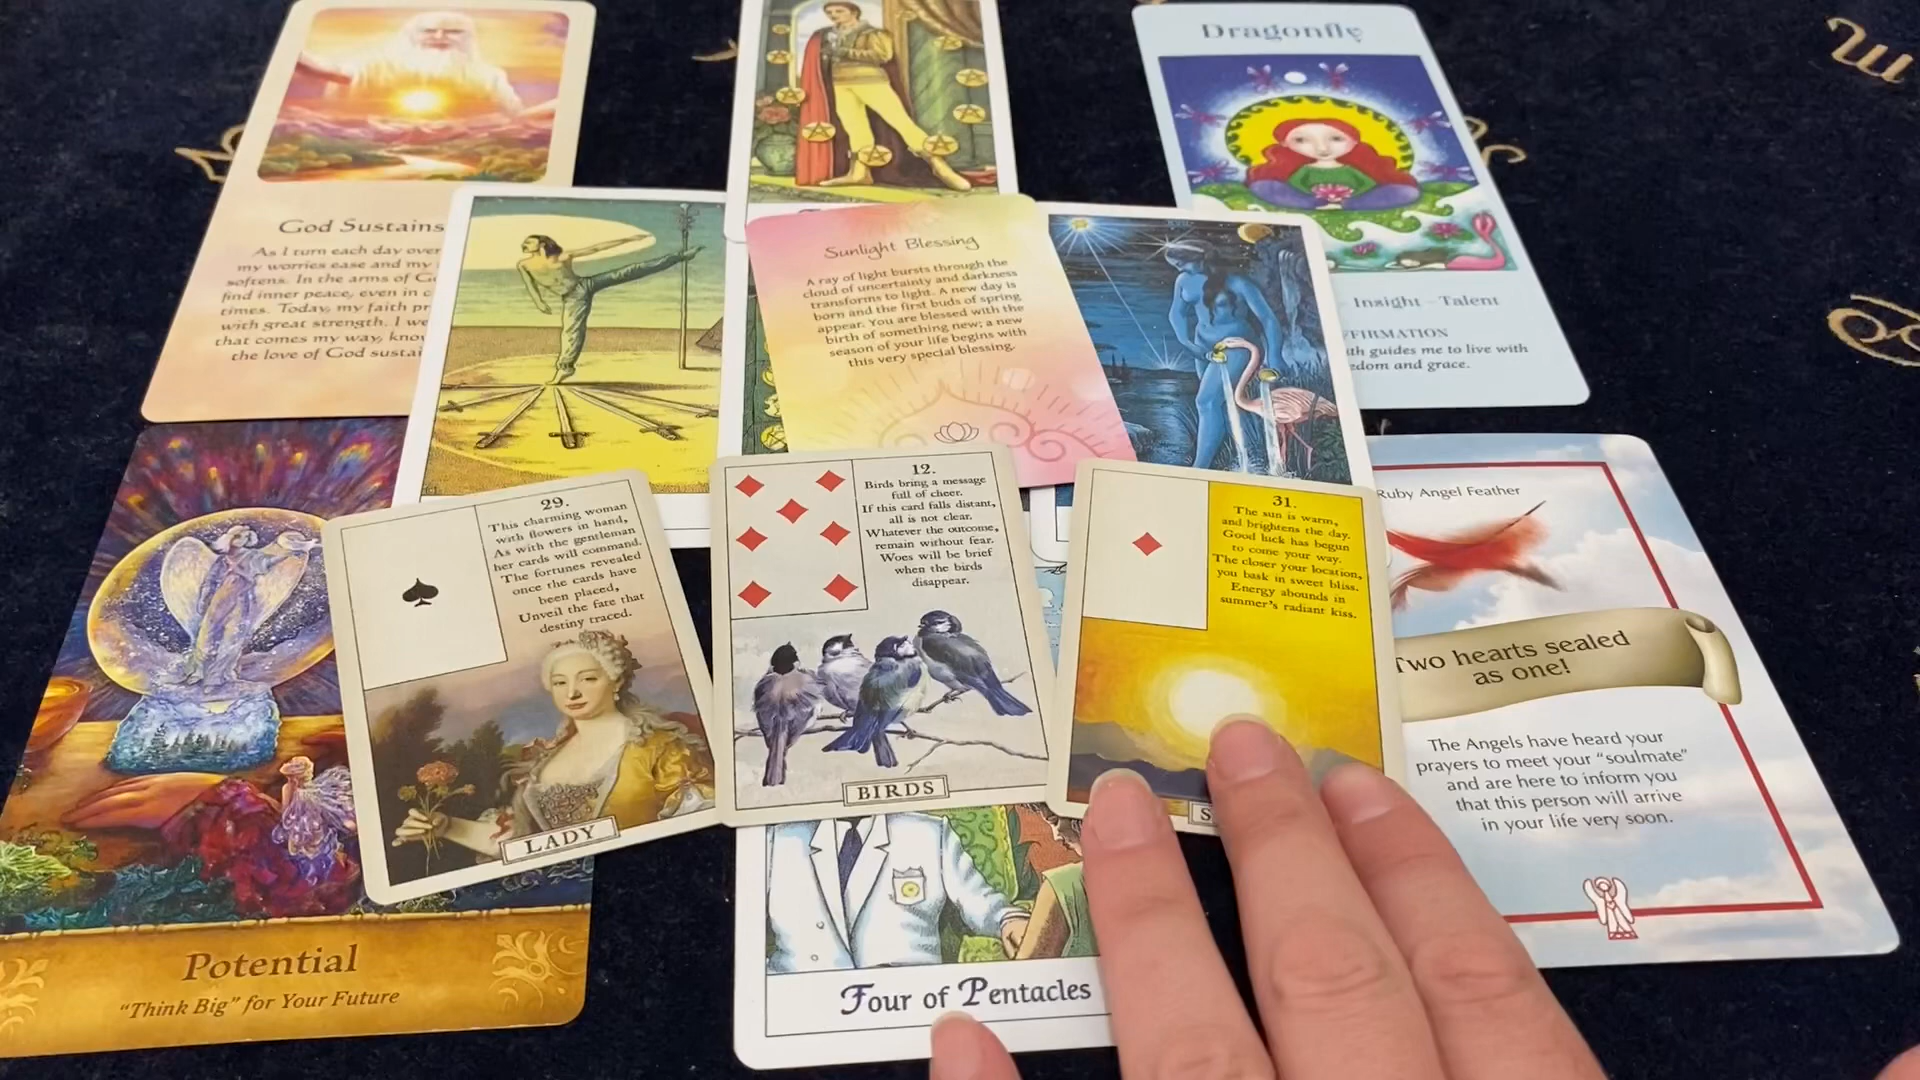 God Sustains
As I turn each day over
my worries ease and my
softens. In the arms of
find inner peace, even in
times. Today, my faith
with great strength. I
that comes my way,
the love of God
Dragonfly
Insight - Talent
guides me to live with
and grace.
Sunlight Blessing
A ray of light bursts through the
cloud of uncertainty and darkness
transforms to light. A new day is
born and the first buds of spring
appear. You are blessed with the
birth of something new; a new
season of your life begins with
this very special blessing.
29.
This charming woman
with flowers in hand,
As with the gentleman
her cards will command.
The fortunes revealed
once the cards have
been placed,
Unveil the fate that
destiny traced.
LADY
12.
Birds bring a message
full of cheer.
If this card falls distant,
all is not clear.
Whatever the outcome,
remain without fear.
Woes will be brief
when the birds
disappear.
BIRDS
31.
The sun is warm,
and brightens the day.
Good luck has begun
to come your way.
The closer your location,
you bask in sweet bliss.
Energy abounds in
summer's radiant kiss.
Ruby Angel Feather
Two hearts sealed
as one!
The Angels have heard your
prayers to meet your "soulmate"
and are here to inform you
that this person will arrive
in your life very soon.
Potential
"Think Big" for Your Future
Four of Pentacles